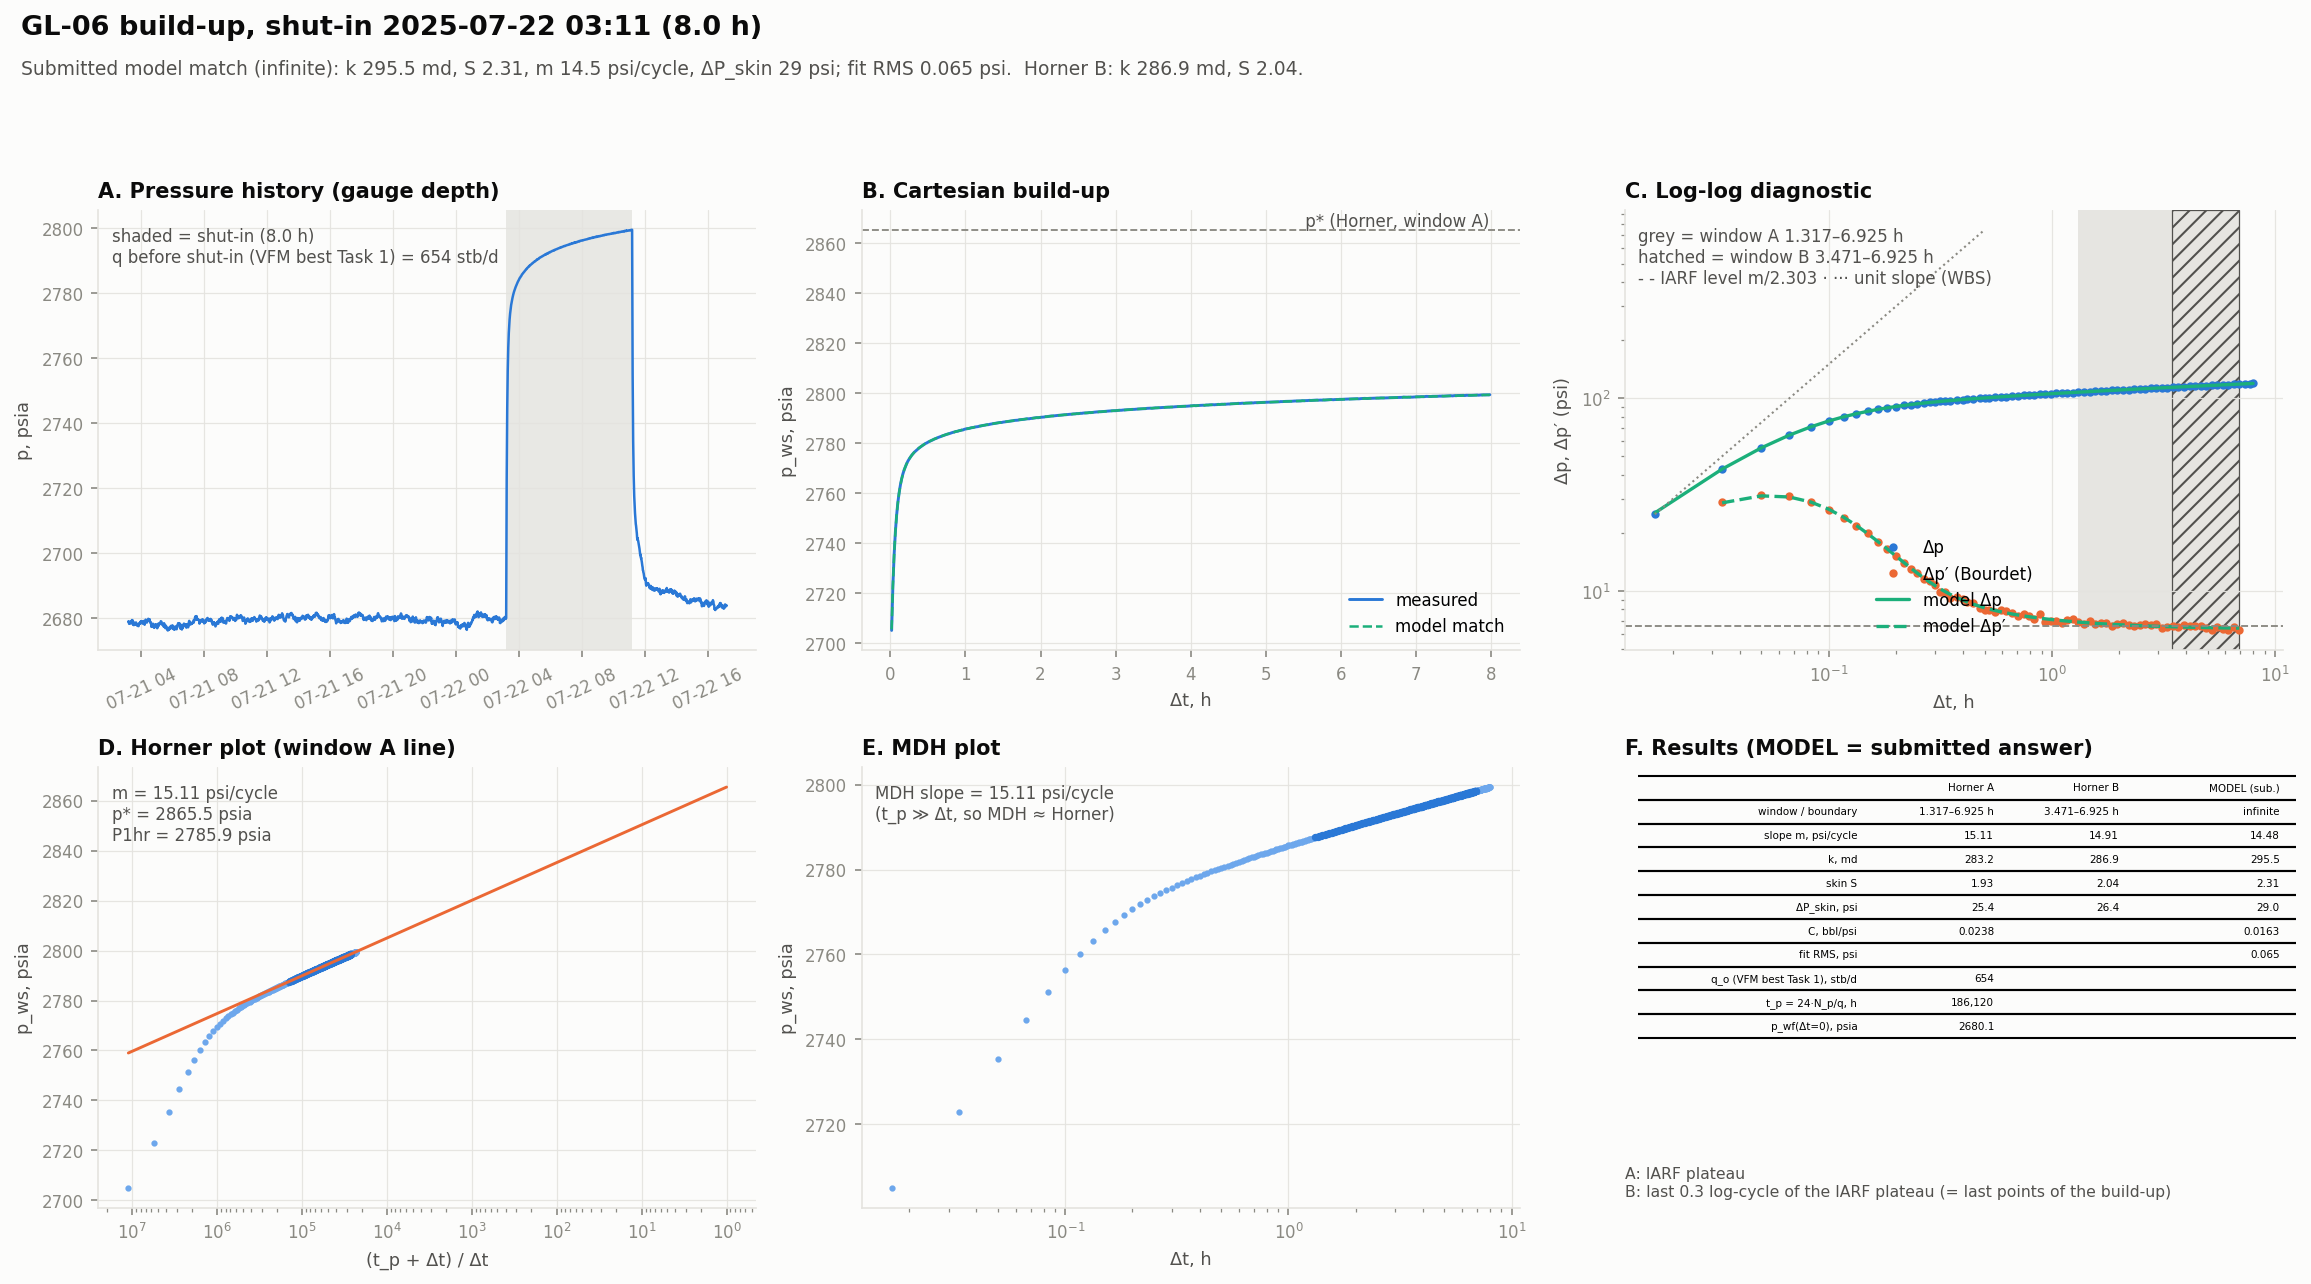 GL-06 build-up, shut-in 2025-07-22 03:11 (8.0 h)
Submitted model match (infinite): k 295.5 md, S 2.31, m 14.5 psi/cycle, ΔP_skin 29 psi; fit RMS 0.065 psi.  Horner B: k 286.9 md, S 2.04.
A. Pressure history (gauge depth)
shaded = shut-in (8.0 h)
q before shut-in (VFM best Task 1) = 654 stb/d
p, psia
2800
2780
2760
2740
2720
2700
2680
07-21 04
07-21 08
07-21 12
07-21 16
07-21 20
07-22 00
07-22 04
07-22 08
07-22 12
07-22 16
B. Cartesian build-up
p* (Horner, window A)
p_ws, psia
2860
2840
2820
2800
2780
2760
2740
2720
2700
measured
model match
0 1 2 3 4 5 6 7 8
Δt, h
C. Log-log diagnostic
grey = window A 1.317–6.925 h
hatched = window B 3.471–6.925 h
- - IARF level m/2.303 · ··· unit slope (WBS)
Δp, Δp′ (psi)
10²
10¹
Δp
Δp′ (Bourdet)
model Δp
model Δp′
10⁻¹ 10⁰ 10¹
Δt, h
D. Horner plot (window A line)
m = 15.11 psi/cycle
p* = 2865.5 psia
P1hr = 2785.9 psia
p_ws, psia
2860
2840
2820
2800
2780
2760
2740
2720
2700
10⁷ 10⁶ 10⁵ 10⁴ 10³ 10² 10¹ 10⁰
(t_p + Δt) / Δt
E. MDH plot
MDH slope = 15.11 psi/cycle
(t_p ≫ Δt, so MDH ≈ Horner)
p_ws, psia
2800
2780
2760
2740
2720
10⁻¹ 10⁰ 10¹
Δt, h
F. Results (MODEL = submitted answer)
Horner A Horner B MODEL (sub.)
window / boundary 1.317–6.925 h 3.471–6.925 h infinite
slope m, psi/cycle 15.11 14.91 14.48
k, md 283.2 286.9 295.5
skin S 1.93 2.04 2.31
ΔP_skin, psi 25.4 26.4 29.0
C, bbl/psi 0.0238 0.0163
fit RMS, psi 0.065
q_o (VFM best Task 1), stb/d 654
t_p = 24·N_p/q, h 186,120
p_wf(Δt=0), psia 2680.1
A: IARF plateau
B: last 0.3 log-cycle of the IARF plateau (= last points of the build-up)